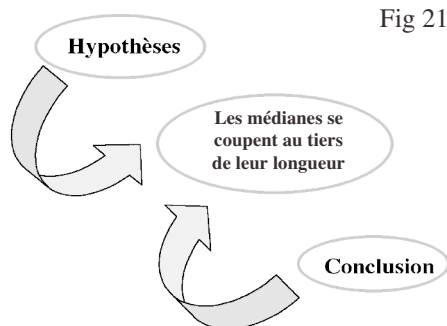 Fig 21
Hypothèses
Les médianes se
coupent au tiers
de leur longueur
Conclusion